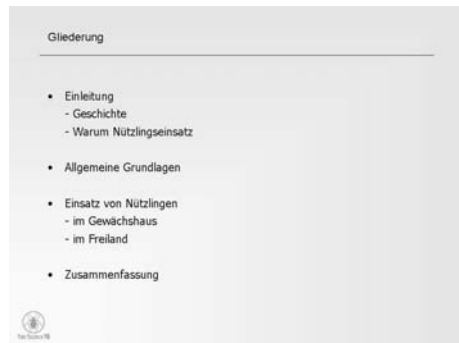 Gliederung
• Einleitung
- Geschichte
- Warum Nützlingseinsatz
• Allgemeine Grundlagen
• Einsatz von Nützlingen
- im Gewächshaus
- im Freiland
• Zusammenfassung